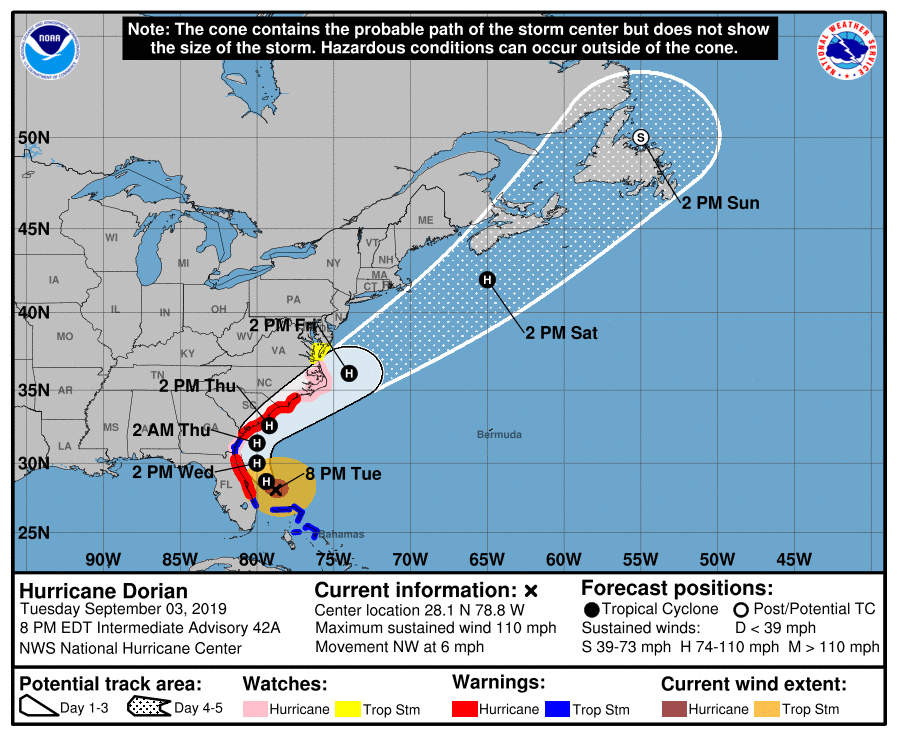 Note: The cone contains the probable path of the storm center but does not show
the size of the storm. Hazardous conditions can occur outside of the cone.
NOAA
NATIONAL WEATHER SERVICE
50N
45N
40N
35N
30N
25N
90W
85W
80W
75W
70W
65W
60W
55W
50W
45W
S
2 PM Sun
H
2 PM Sat
2 PM Fri
H
2 PM Thu
H
2 AM Thu
H
2 PM Wed
H
H
8 PM Tue
ME
WI
VT
NH
MI
NY
MA
CT
IA
PA
IL
IN
OH
MO
WV
VA
KY
TN
NC
AR
SC
MS
LA
FL
Bermuda
Bahamas
Hurricane Dorian
Tuesday September 03, 2019
8 PM EDT Intermediate Advisory 42A
NWS National Hurricane Center
Current information: x
Center location 28.1 N 78.8 W
Maximum sustained wind 110 mph
Movement NW at 6 mph
Forecast positions:
Tropical Cyclone Post/Potential TC
Sustained winds: D < 39 mph
S 39-73 mph H 74-110 mph M > 110 mph
Potential track area:
Day 1-3 Day 4-5
Watches:
Hurricane Trop Stm
Warnings:
Hurricane Trop Stm
Current wind extent:
Hurricane Trop Stm